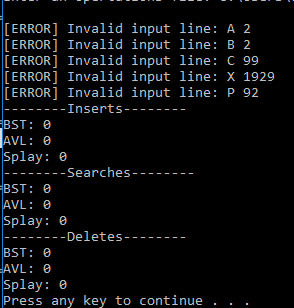 [ERROR] Invalid input line: A 2
[ERROR] Invalid input line: B 2
[ERROR] Invalid input line: C 99
[ERROR] Invalid input line: X 1929
[ERROR] Invalid input line: P 92
--------Inserts--------
BST: 0
AVL: 0
Splay: 0
--------Searches--------
BST: 0
AVL: 0
Splay: 0
--------Deletes--------
BST: 0
AVL: 0
Splay: 0
Press any key to continue . . .